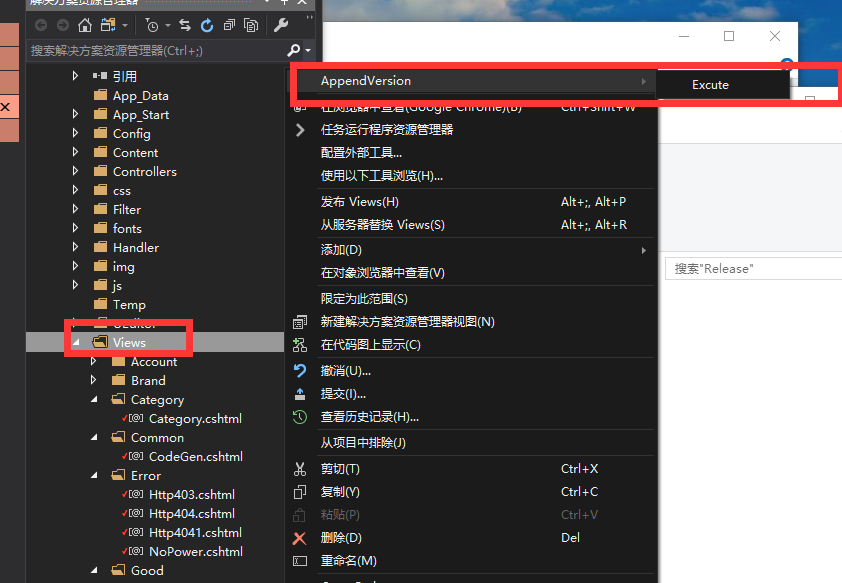 解决方案资源管理器
搜索解决方案资源管理器(Ctrl+;)
引用
App_Data
App_Start
Config
Content
Controllers
css
Filter
fonts
Handler
img
js
Temp
UEditor
Views
Account
Brand
Category
Category.cshtml
Common
CodeGen.cshtml
Error
Http403.cshtml
Http404.cshtml
Http4041.cshtml
NoPower.cshtml
Good
AppendVersion
Excute
在浏览器中查看(Google Chrome)(B) Ctrl+Shift+W
任务运行程序资源管理器
配置外部工具...
使用以下工具浏览(H)...
发布 Views(H) Alt+;, Alt+P
从服务器替换 Views(S) Alt+;, Alt+R
添加(D)
在对象浏览器中查看(V)
限定为此范围(S)
新建解决方案资源管理器视图(N)
在代码图上显示(C)
撤消(U)...
提交(I)...
查看历史记录(H)...
从项目中排除(J)
剪切(T) Ctrl+X
复制(Y) Ctrl+C
粘贴(P) Ctrl+V
删除(D) Del
重命名(M)
搜索"Release"